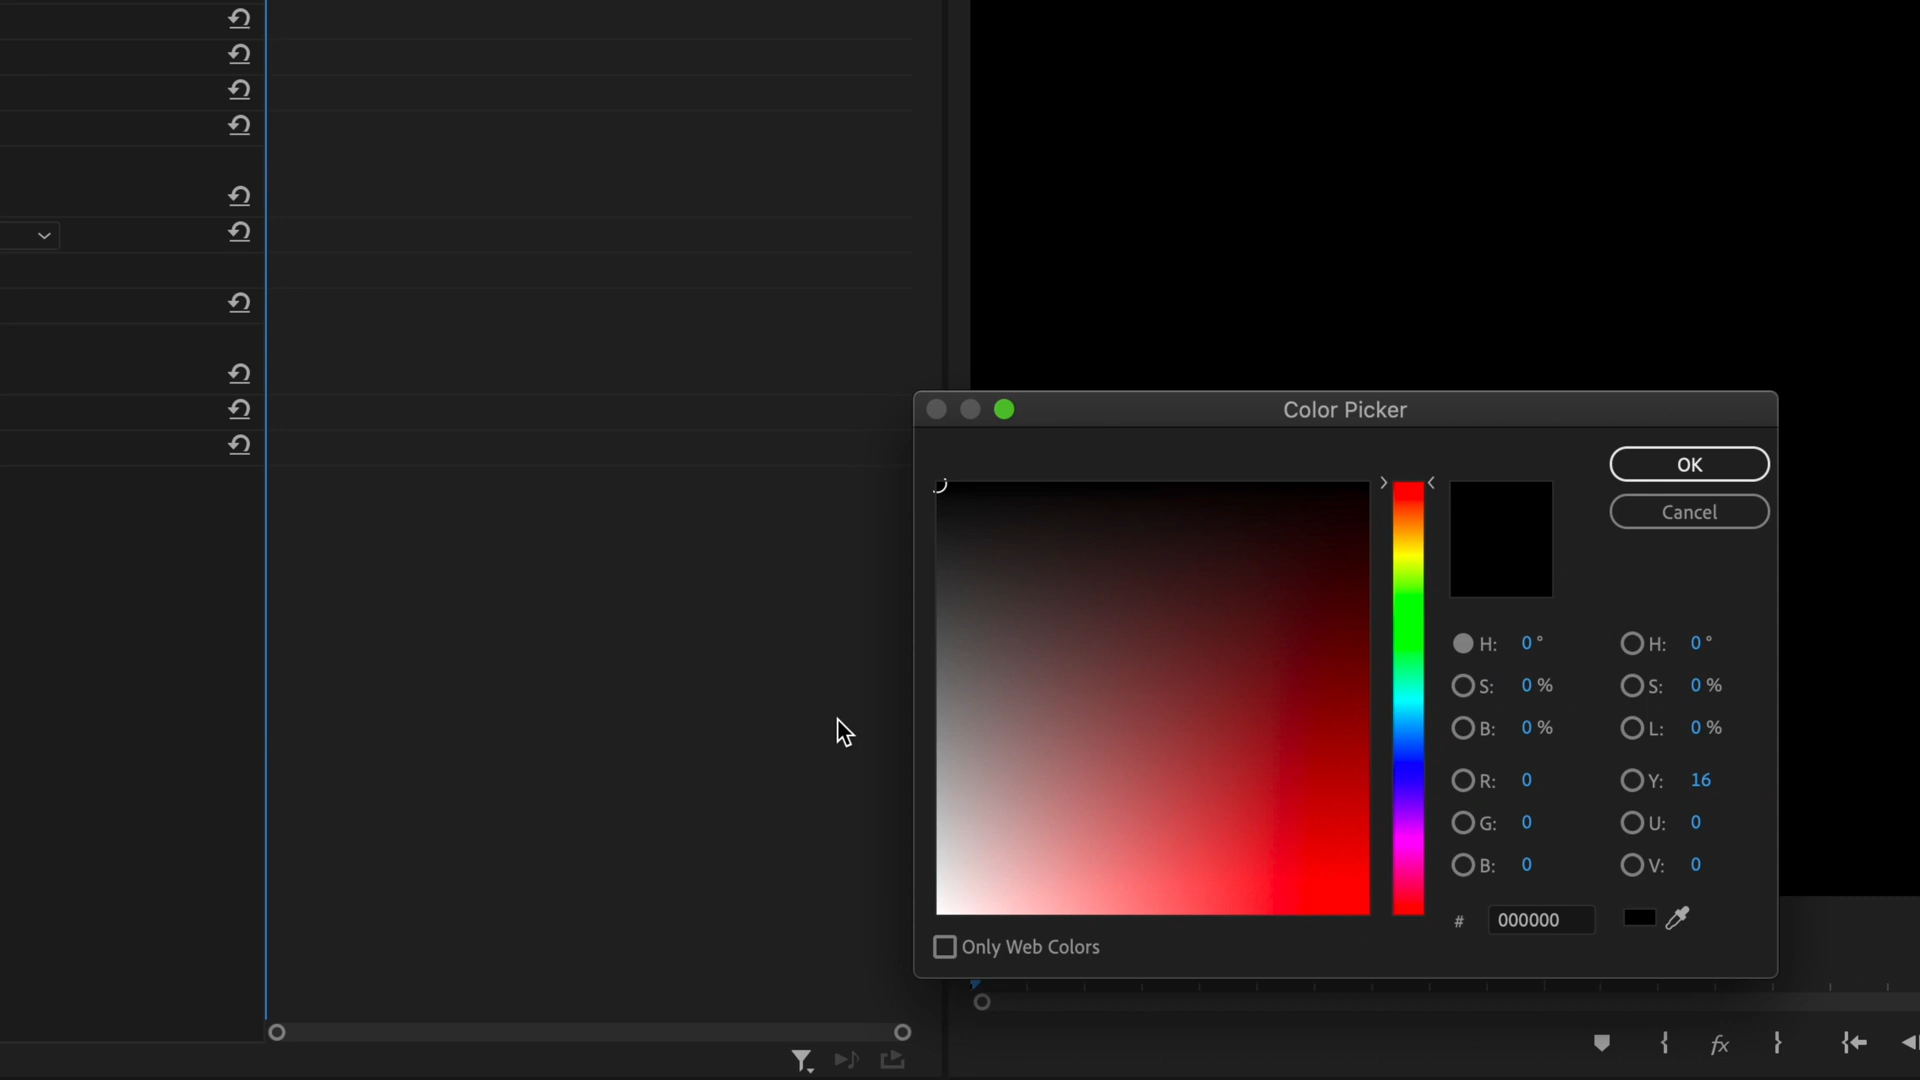 Color Picker
OK
Cancel
H: 0 °
H: 0 °
S: 0 %
S: 0 %
B: 0 %
L: 0 %
R: 0
Y: 16
G: 0
U: 0
B: 0
V: 0
# 000000
Only Web Colors
fx